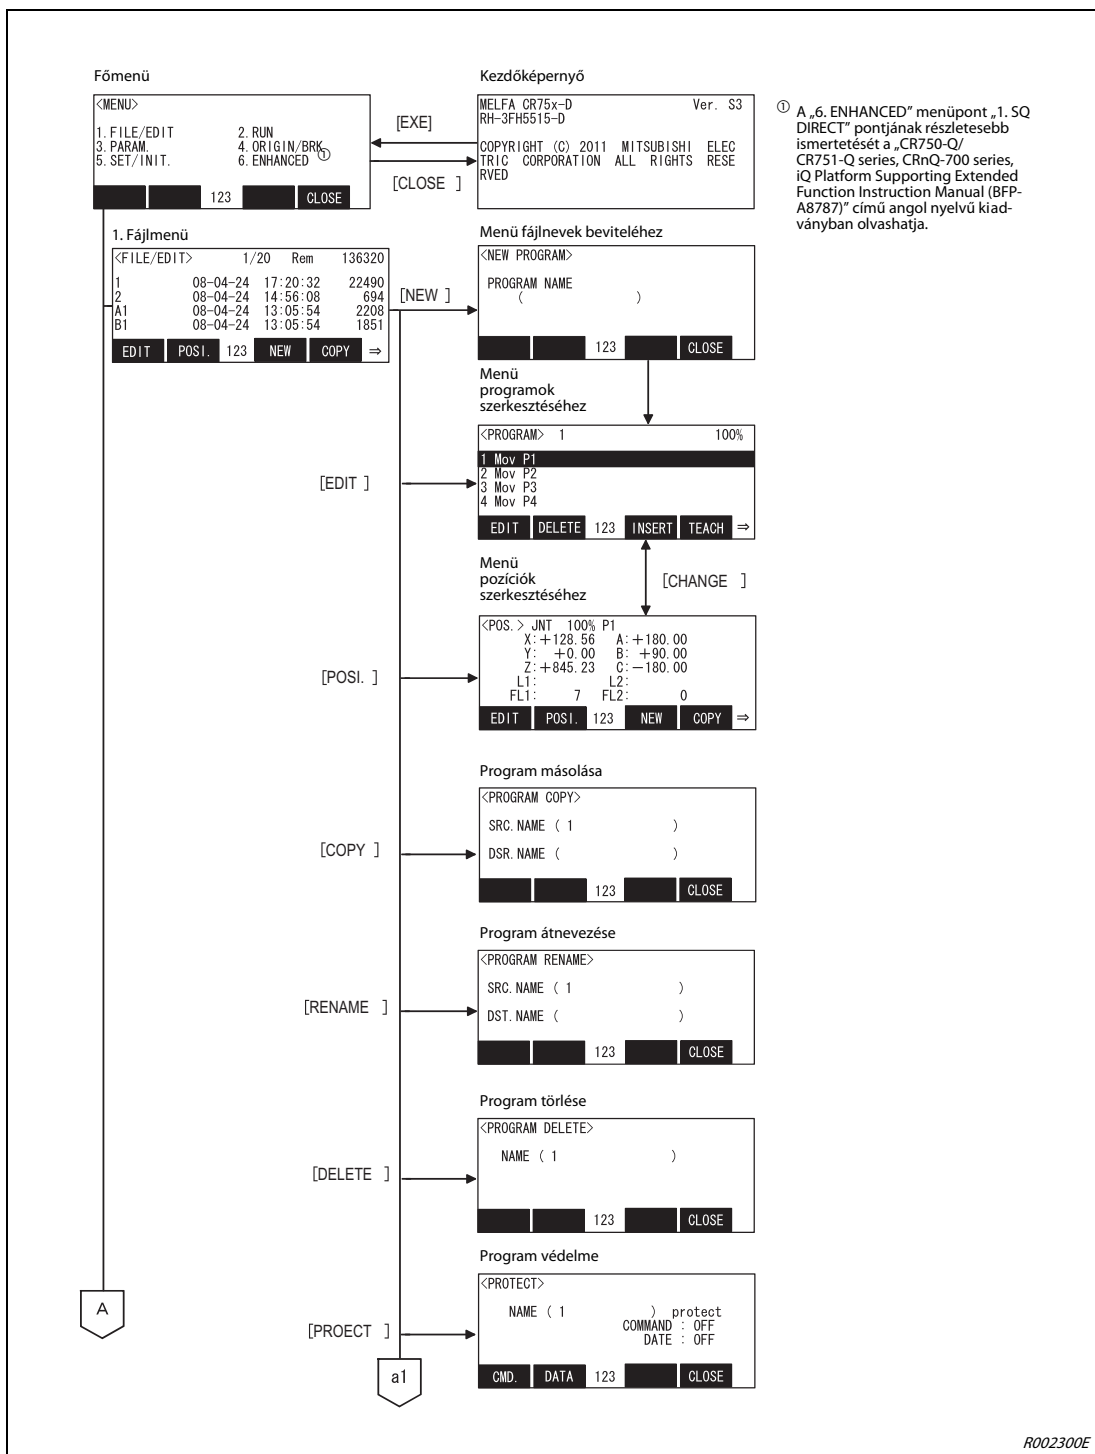 Főmenü
<MENU>
1. FILE/EDIT 2. RUN
3. PARAM. 4. ORIGIN/BRK
5. SET/INIT. 6. ENHANCED ①
123 CLOSE
[EXE]
[CLOSE ]
Kezdőképernyő
MELFA CR75x-D Ver. S3
RH-3FH5515-D
COPYRIGHT (C) 2011 MITSUBISHI ELEC
TRIC CORPORATION ALL RIGHTS RESE
RVED
① A „6. ENHANCED” menüpont „1. SQ
DIRECT” pontjának részletesebb
ismertetését a „CR750-Q/
CR751-Q series, CRnQ-700 series,
iQ Platform Supporting Extended
Function Instruction Manual (BFP-
A8787)” című angol nyelvű kiad-
ványban olvashatja.
1. Fájlmenü
<FILE/EDIT> 1/20 Rem 136320
1 08-04-24 17:20:32 22490
2 08-04-24 14:56:08 694
A1 08-04-24 13:05:54 2208
B1 08-04-24 13:05:54 1851
EDIT POSI. 123 NEW COPY ⇒
[NEW ]
Menü fájlnevek beviteléhez
<NEW PROGRAM>
PROGRAM NAME
( )
123 CLOSE
Menü
programok
szerkesztéséhez
[EDIT ]
<PROGRAM> 1 100%
1 Mov P1
2 Mov P2
3 Mov P3
4 Mov P4
EDIT DELETE 123 INSERT TEACH ⇒
Menü
pozíciók
szerkesztéséhez
[CHANGE ]
[POSI. ]
<POS.> JNT 100% P1
X:+128.56 A:+180.00
Y: +0.00 B: +90.00
Z:+845.23 C:-180.00
L1: L2:
FL1: 7 FL2: 0
EDIT POSI. 123 NEW COPY ⇒
Program másolása
[COPY ]
<PROGRAM COPY>
SRC.NAME ( 1 )
DSR.NAME ( )
123 CLOSE
Program átnevezése
[RENAME ]
<PROGRAM RENAME>
SRC.NAME ( 1 )
DST.NAME ( )
123 CLOSE
Program törlése
[DELETE ]
<PROGRAM DELETE>
NAME ( 1 )
123 CLOSE
Program védelme
[PROECT ]
<PROTECT>
NAME ( 1 ) protect
COMMAND : OFF
DATE : OFF
CMD. DATA 123 CLOSE
A
a1
R002300E